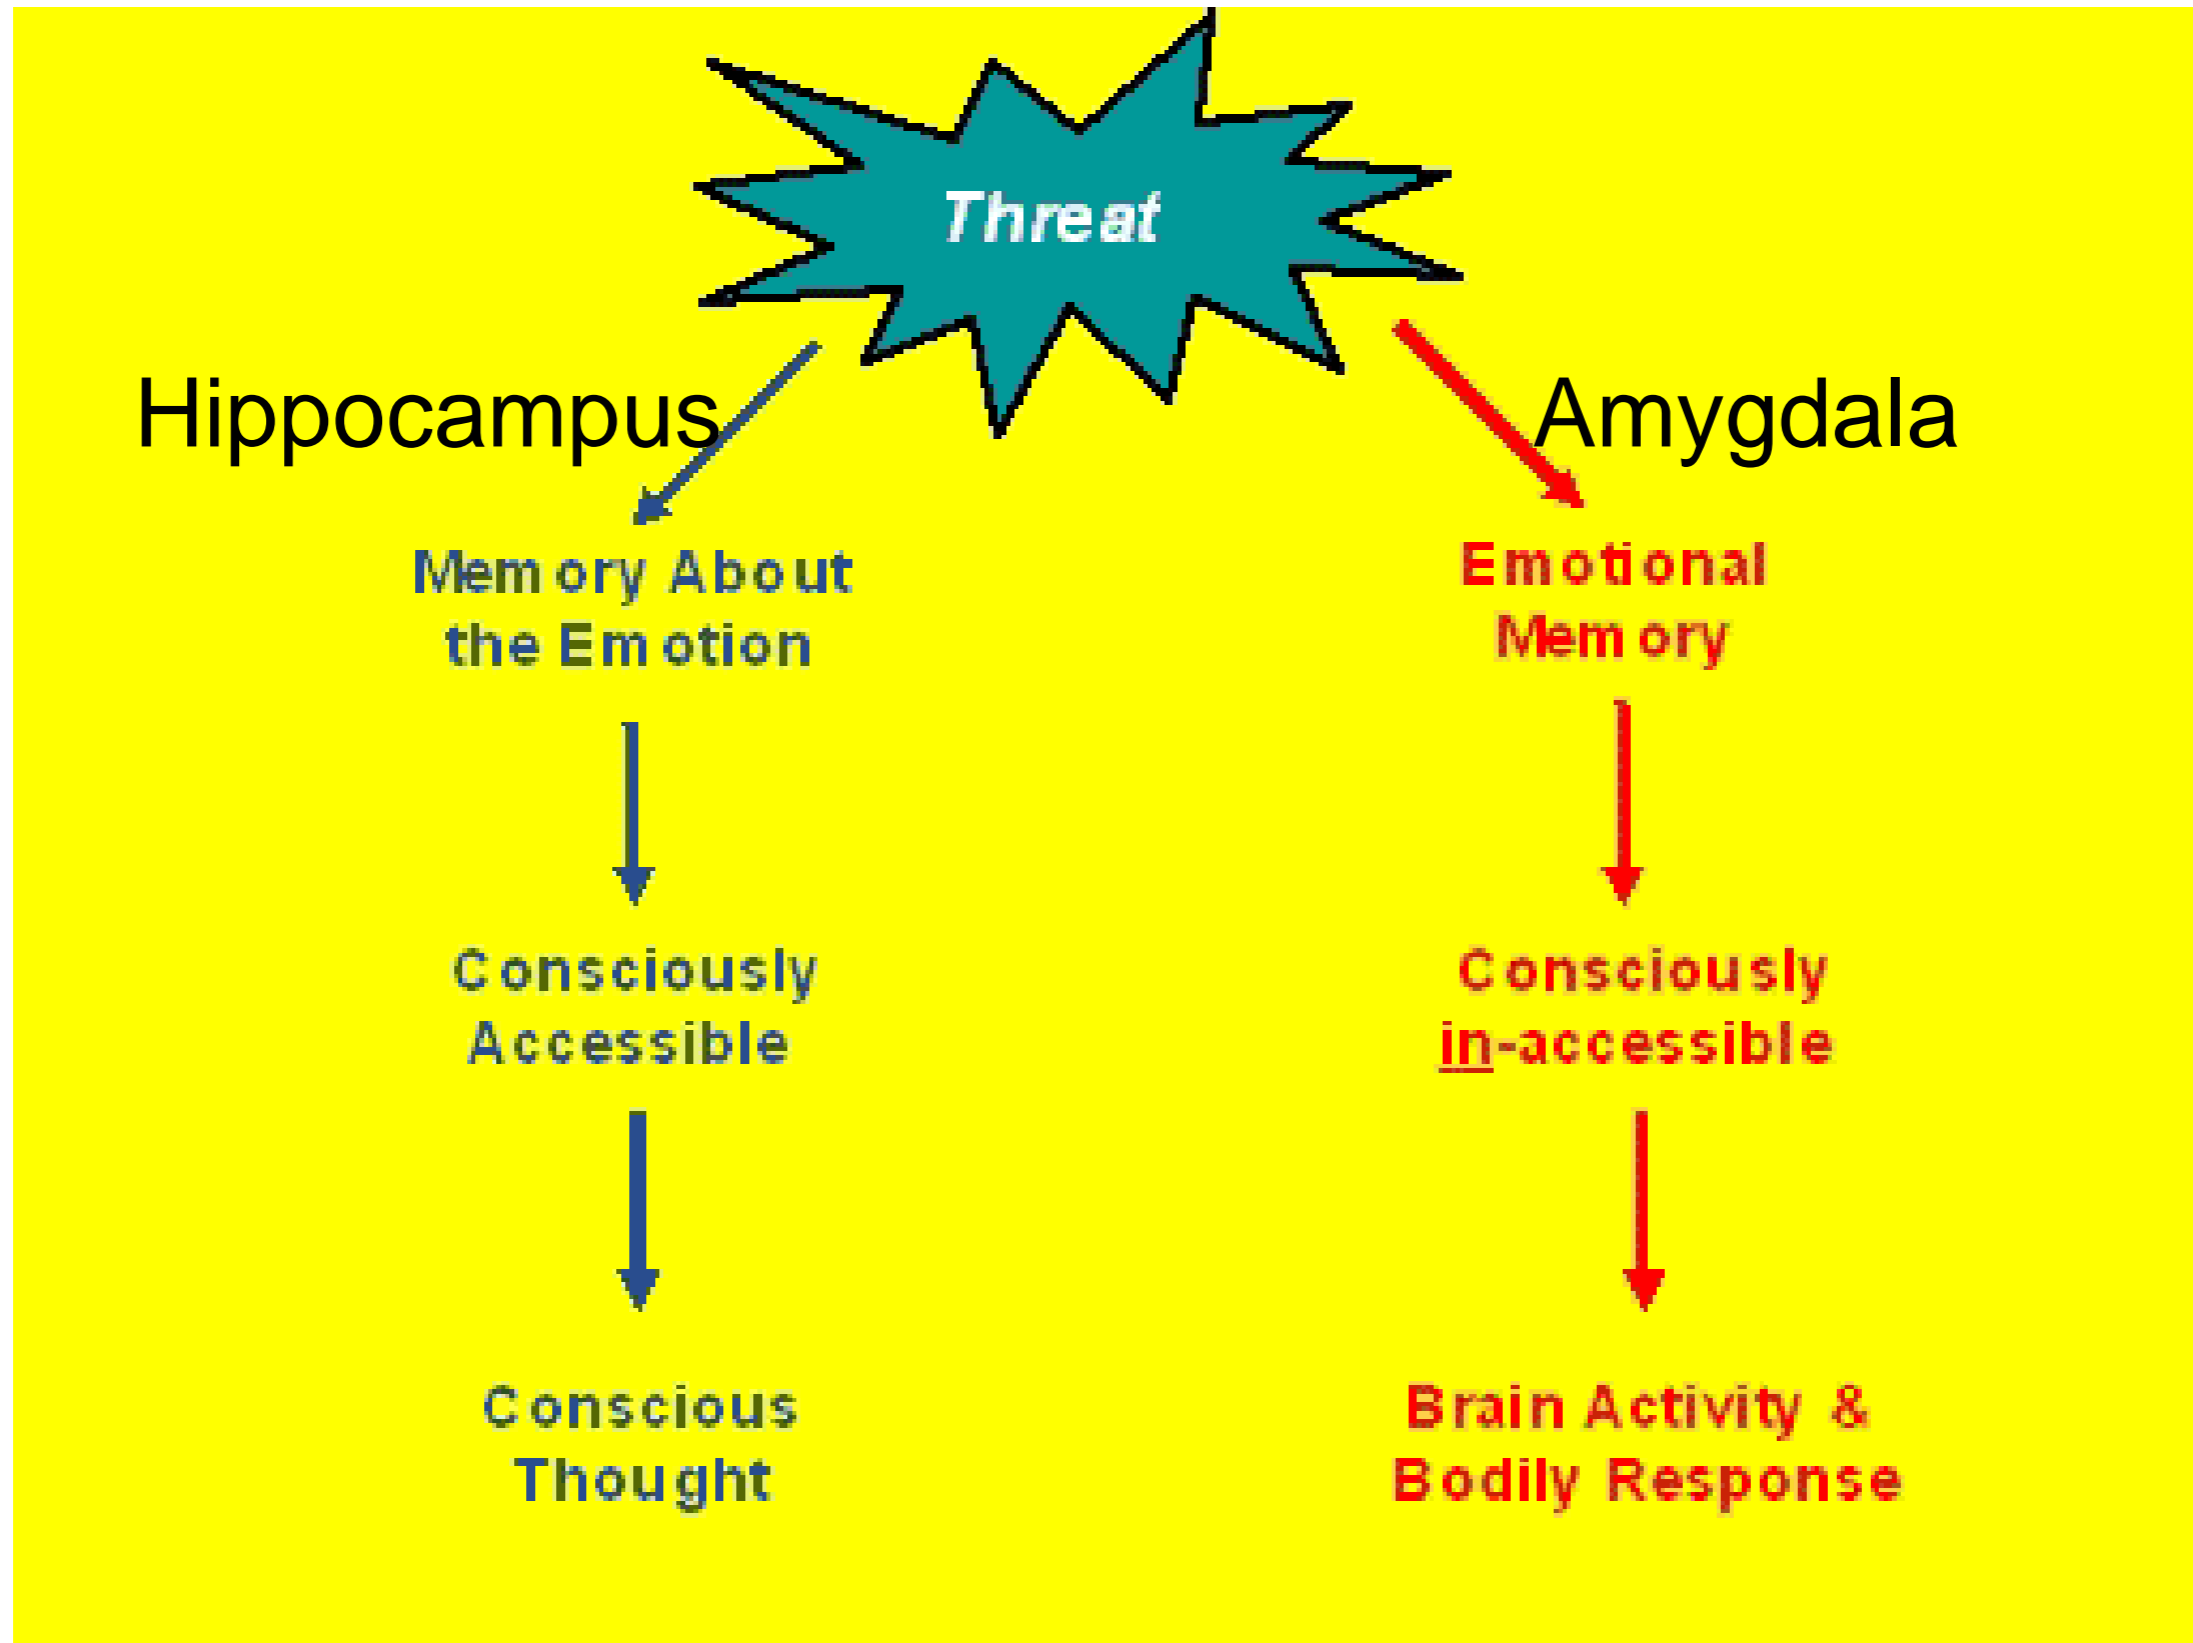 Threat
Hippocampus
Amygdala
Memory About
the Emotion
Emotional
Memory
Consciously
Accessible
Consciously
in-accessible
Conscious
Thought
Brain Activity &
Bodily Response